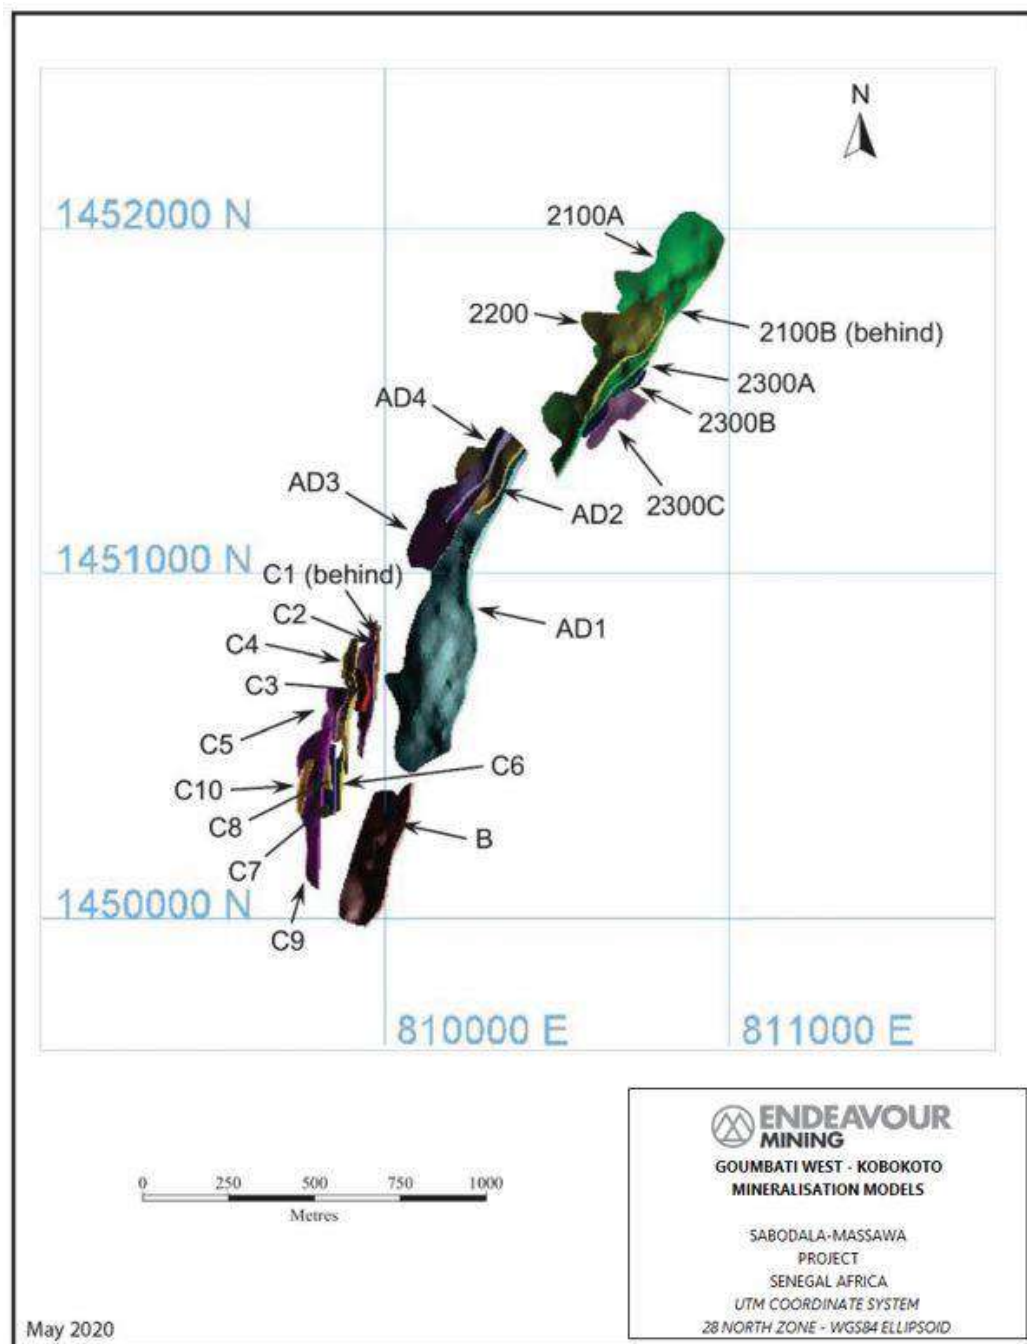 N
1452000 N
2100A
2200
2100B (behind)
2300A
AD4
2300B
AD3
2300C
AD2
1451000 N
C1 (behind)
C2
AD1
C4
C3
C5
C6
C10
C8
B
C7
1450000 N
C9
810000 E
811000 E
ENDEAVOUR
MINING
GOUMBATI WEST - KOBOKOTO
MINERALISATION MODELS
0 250 500 750 1000
Metres
SABODALA-MASSAWA
PROJECT
SENEGAL AFRICA
UTM COORDINATE SYSTEM
28 NORTH ZONE - WGS84 ELLIPSOID
May 2020